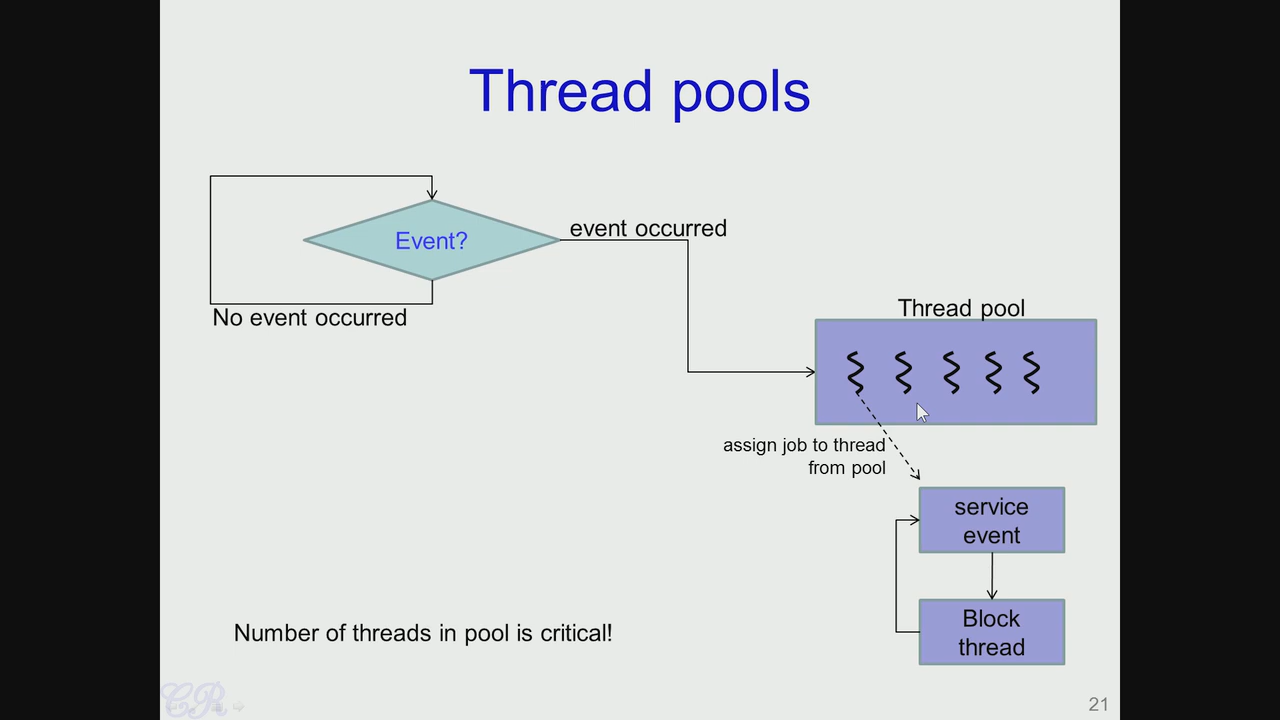 Thread pools
Event?
event occurred
No event occurred
Thread pool
assign job to thread
from pool
service
event
Block
thread
Number of threads in pool is critical!
CR
21